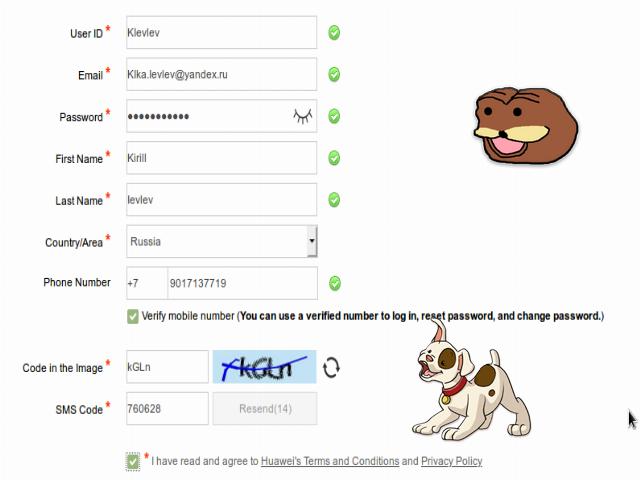 User ID * Klevlev
Email * Klka.levlev@yandex.ru
Password * •••••••••••
First Name * Kirill
Last Name * levlev
Country/Area * Russia
Phone Number +7 9017137719
Verify mobile number (You can use a verified number to log in, reset password, and change password.)
Code in the Image * kGLn kGLn
SMS Code * 760628 Resend(14)
* I have read and agree to Huawei's Terms and Conditions and Privacy Policy